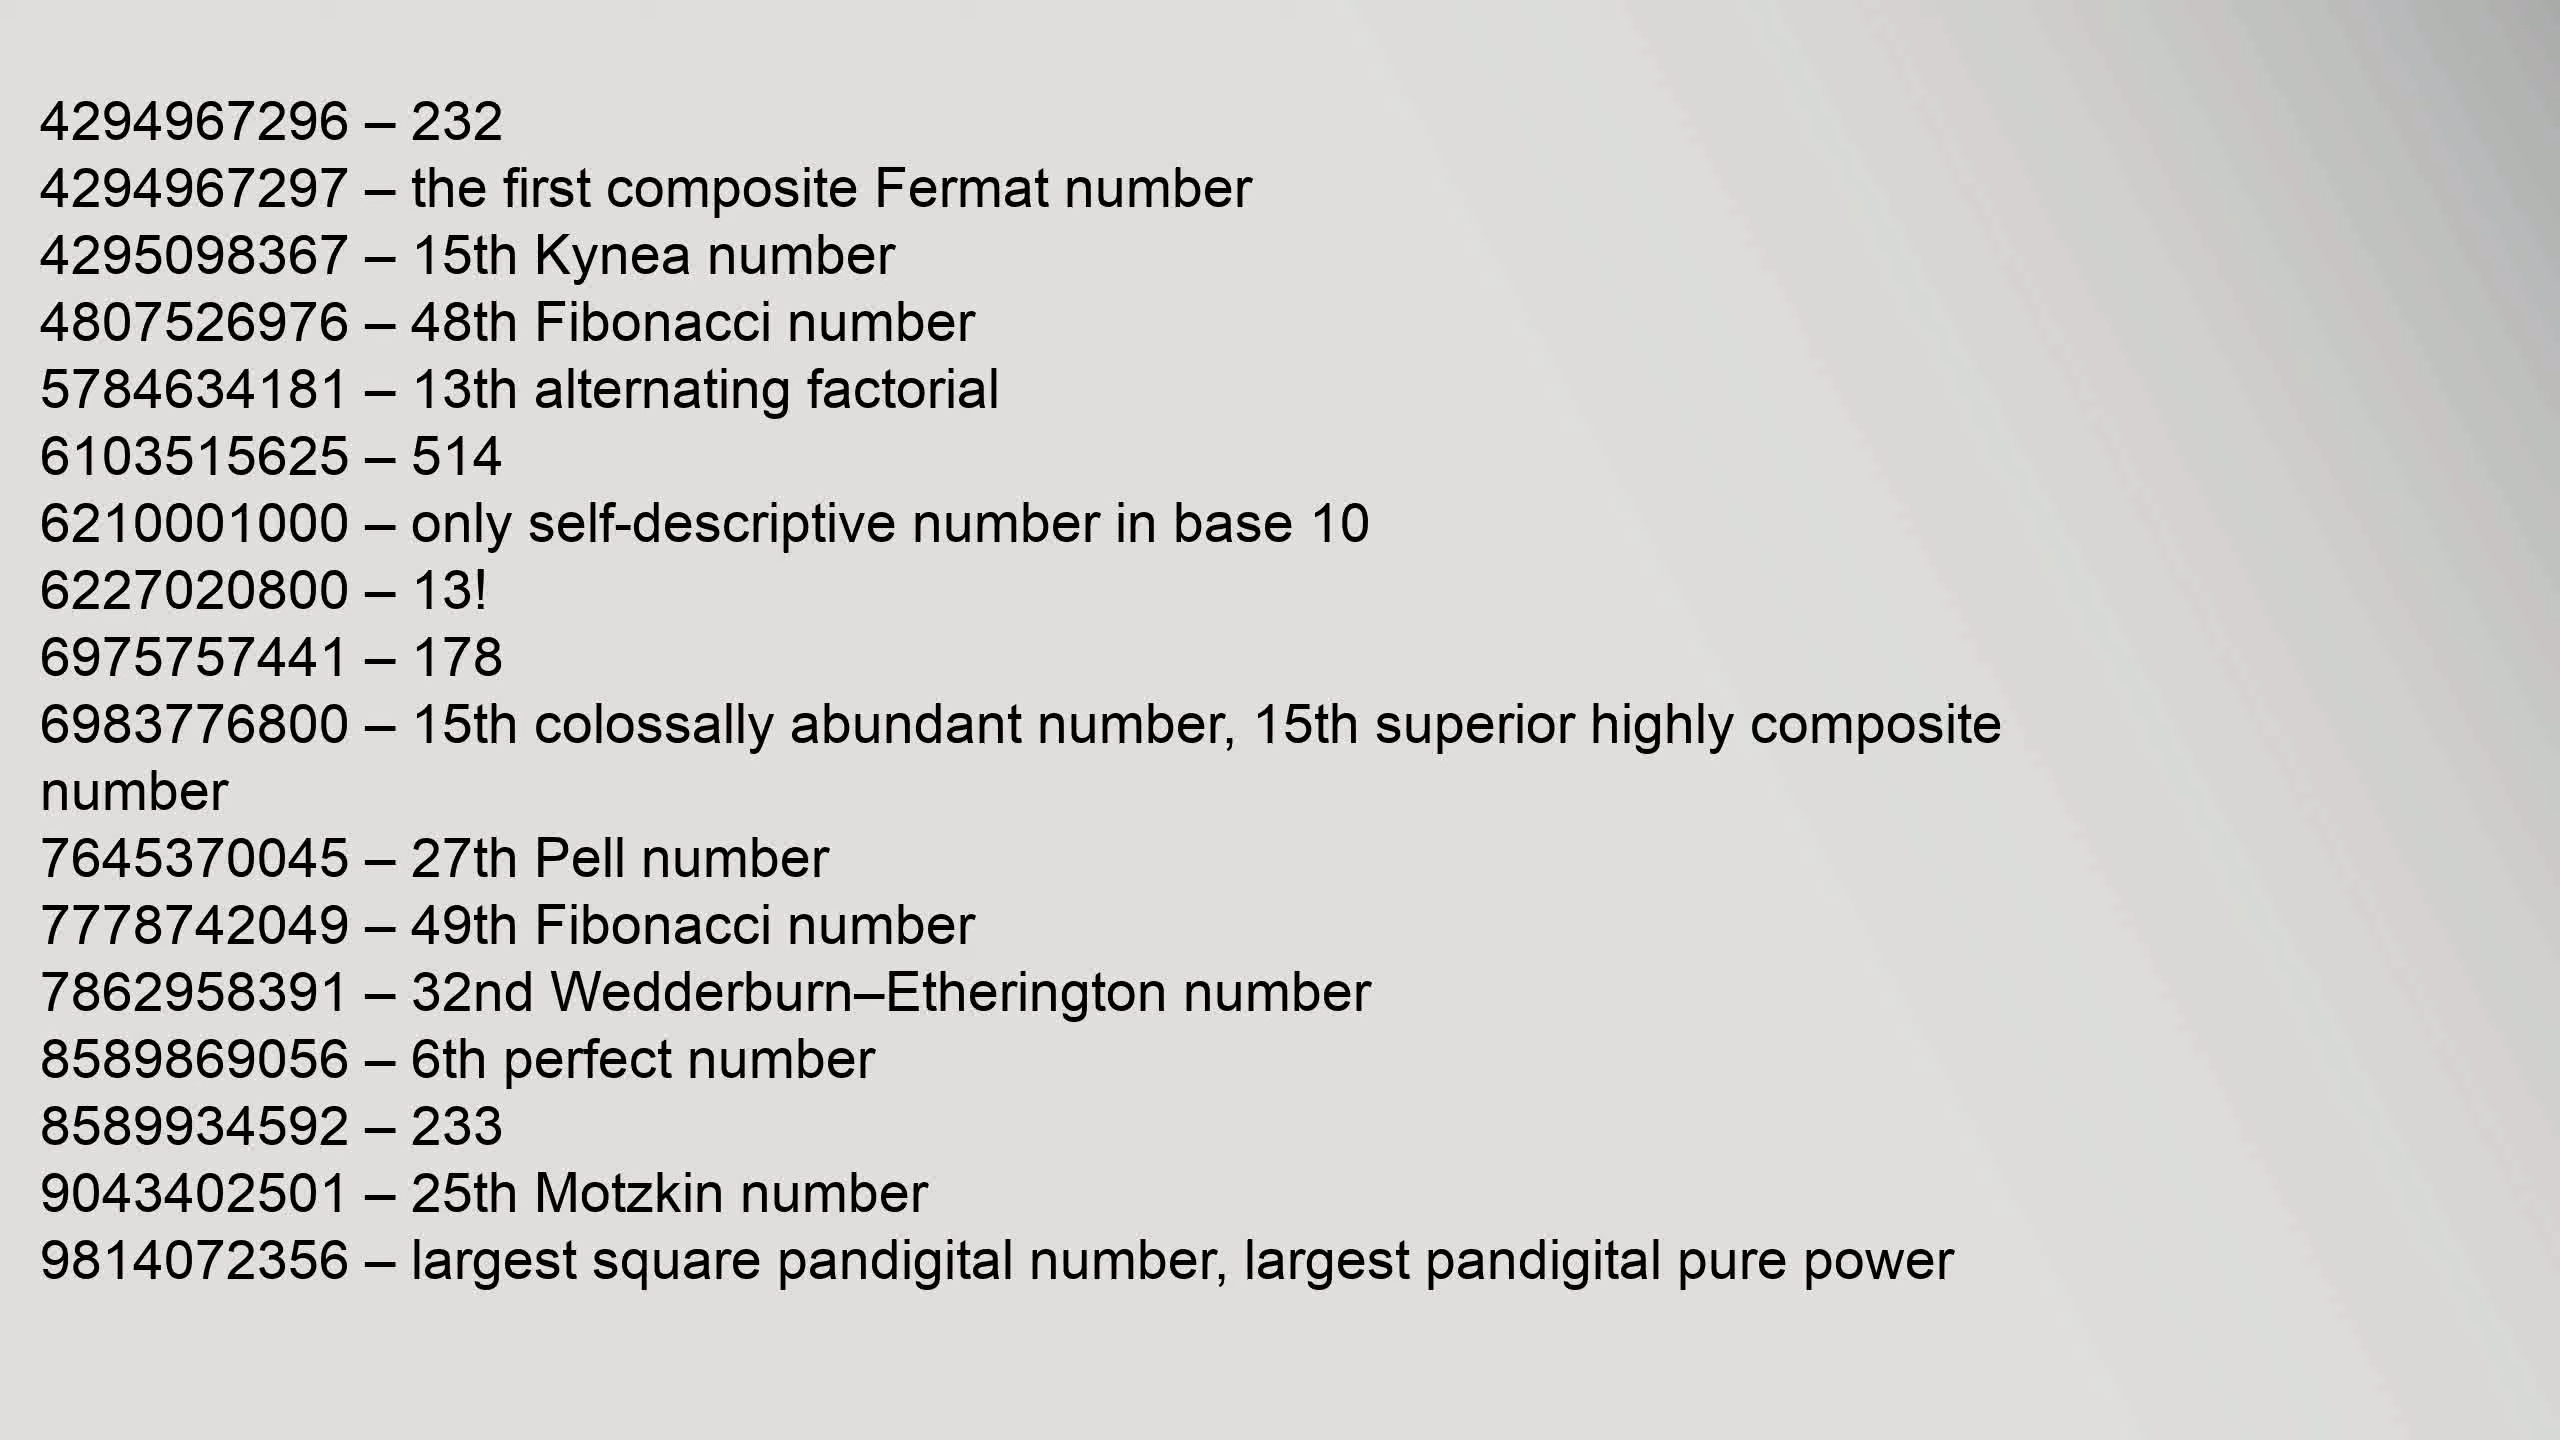 4294967296 – 232
4294967297 – the first composite Fermat number
4295098367 – 15th Kynea number
4807526976 – 48th Fibonacci number
5784634181 – 13th alternating factorial
6103515625 – 514
6210001000 – only self-descriptive number in base 10
6227020800 – 13!
6975757441 – 178
6983776800 – 15th colossally abundant number, 15th superior highly composite
number
7645370045 – 27th Pell number
7778742049 – 49th Fibonacci number
7862958391 – 32nd Wedderburn–Etherington number
8589869056 – 6th perfect number
8589934592 – 233
9043402501 – 25th Motzkin number
9814072356 – largest square pandigital number, largest pandigital pure power